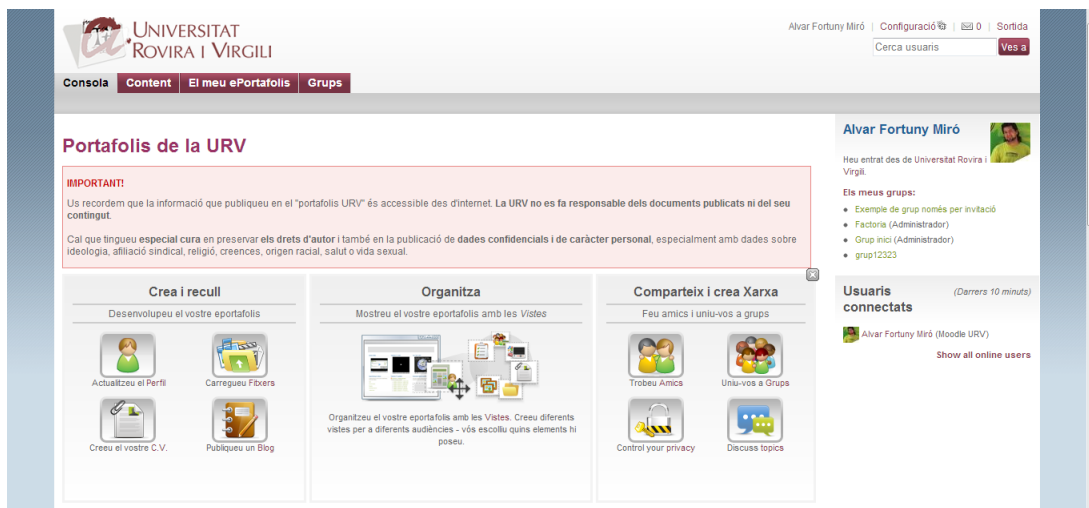 UNIVERSITAT
ROVIRA I VIRGILI
Alvar Fortuny Miró | Configuració | 0 | Sortida
Cerca usuaris Ves a
Consola Content El meu ePortafolis Grups
Portafolis de la URV
IMPORTANT!
Us recordem que la informació que publiqueu en el "portafolis URV" és accessible des d'internet. La URV no es fa responsable dels documents publicats ni del seu
contingut.
Cal que tingueu especial cura en preservar els drets d'autor i també en la publicació de dades confidencials i de caràcter personal, especialment amb dades sobre
ideologia, afiliació sindical, religió, creences, origen racial, salut o vida sexual.
Crea i recull
Desenvolupeu el vostre eportafolis
Actualitzeu el Perfil
Carregueu Fitxers
Creeu el vostre C.V.
Publiqueu un Blog
Organitza
Mostreu el vostre eportafolis amb les Vistes
Organitzeu el vostre eportafolis amb les Vistes. Creeu diferents
vistes per a diferents audiències - vós escolliu quins elements hi
poseu.
Comparteix i crea Xarxa
Feu amics i uniu-vos a grups
Trobeu Amics
Uniu-vos a Grups
Control your privacy
Discuss topics
Alvar Fortuny Miró
Heu entrat des de Universitat Rovira i
Virgili.
Els meus grups:
Exemple de grup només per invitació
Factoria (Administrador)
Grup inici (Administrador)
grup12323
Usuaris
connectats
(Darrers 10 minuts)
Alvar Fortuny Miró (Moodle URV)
Show all online users